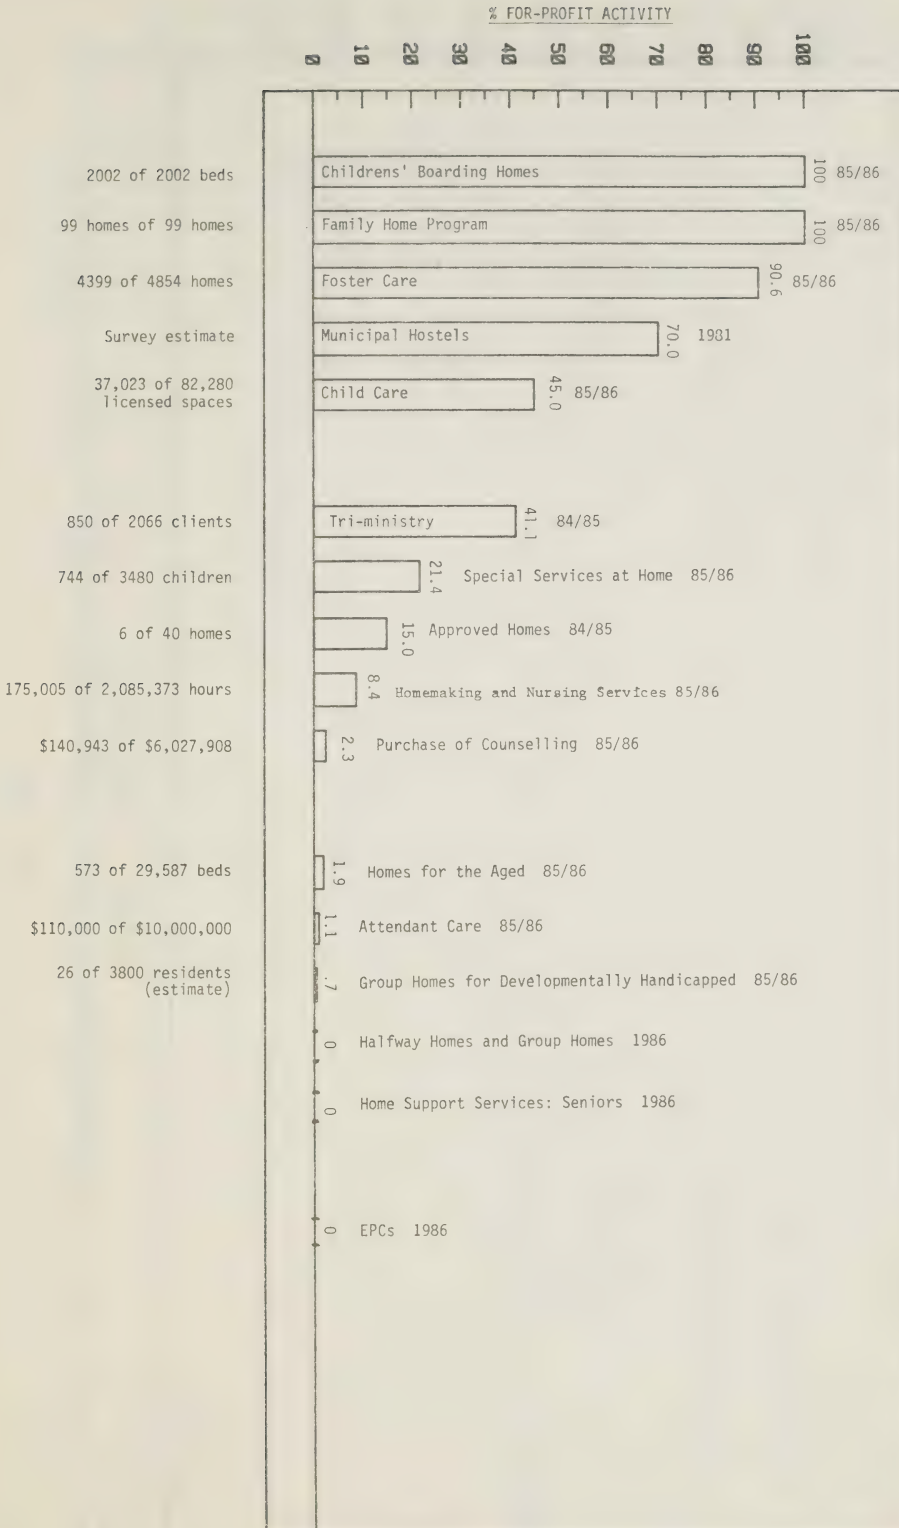 % FOR-PROFIT ACTIVITY
0 10 20 30 40 50 60 70 80 90 100
2002 of 2002 beds Childrens' Boarding Homes 100 85/86
99 homes of 99 homes Family Home Program 100 85/86
4399 of 4854 homes Foster Care 90.6 85/86
Survey estimate Municipal Hostels 70.0 1981
37,023 of 82,280
licensed spaces Child Care 45.0 85/86
850 of 2066 clients Tri-ministry 41.1 84/85
744 of 3480 children 21.4 Special Services at Home 85/86
6 of 40 homes 15.0 Approved Homes 84/85
175,005 of 2,085,373 hours 8.4 Homemaking and Nursing Services 85/86
$140,943 of $6,027,908 2.3 Purchase of Counselling 85/86
573 of 29,587 beds 1.9 Homes for the Aged 85/86
$110,000 of $10,000,000 1.1 Attendant Care 85/86
26 of 3800 residents
(estimate) .7 Group Homes for Developmentally Handicapped 85/86
0 Halfway Homes and Group Homes 1986
0 Home Support Services: Seniors 1986
0 EPCs 1986